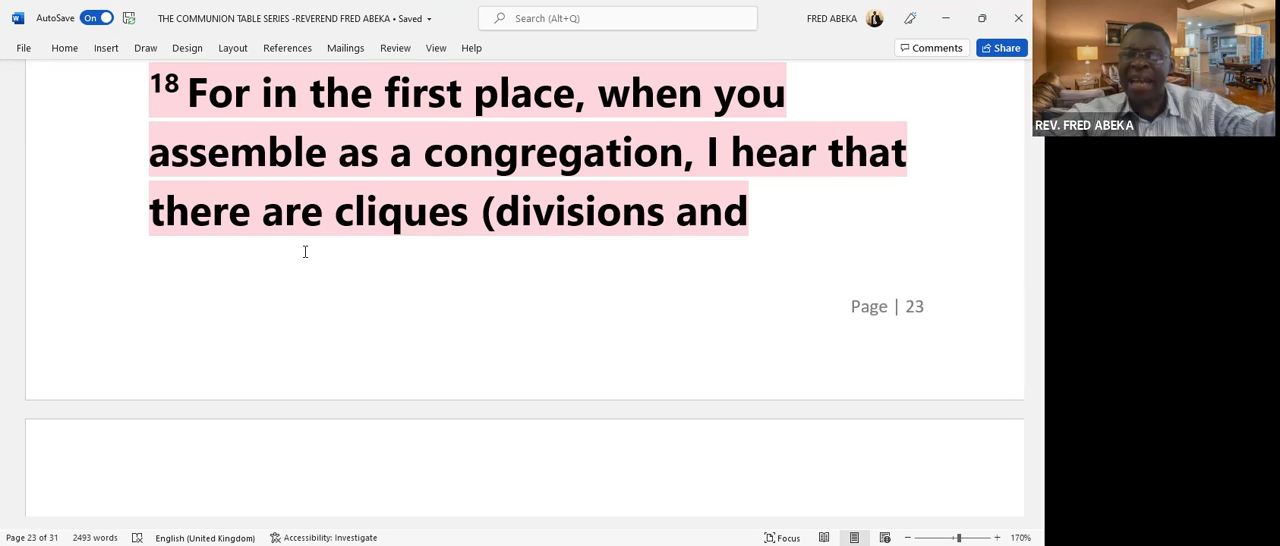 AutoSave On THE COMMUNION TABLE SERIES -REVEREND FRED ABEKA • Saved Search (Alt+Q) FRED ABEKA
File Home Insert Draw Design Layout References Mailings Review View Help Comments Share
REV. FRED ABEKA
18 For in the first place, when you
assemble as a congregation, I hear that
there are cliques (divisions and
Page | 23
Page 23 of 31 2493 words English (United Kingdom) Accessibility: Investigate Focus 170%